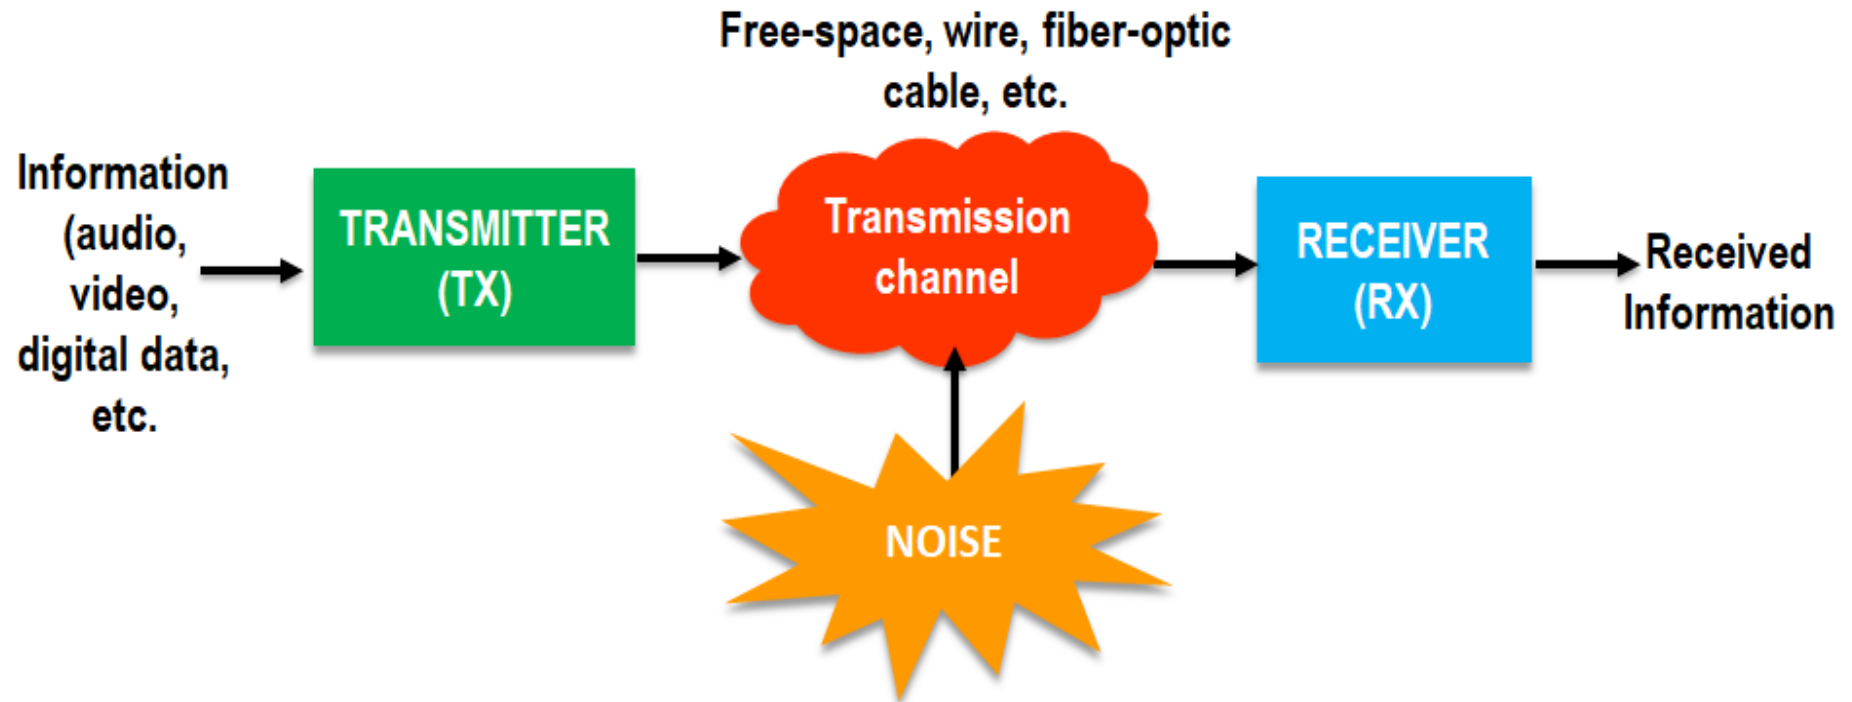 Free-space, wire, fiber-optic
cable, etc.
Information
(audio,
video,
digital data,
etc.
TRANSMITTER
(TX)
Transmission
channel
RECEIVER
(RX)
Received
Information
NOISE